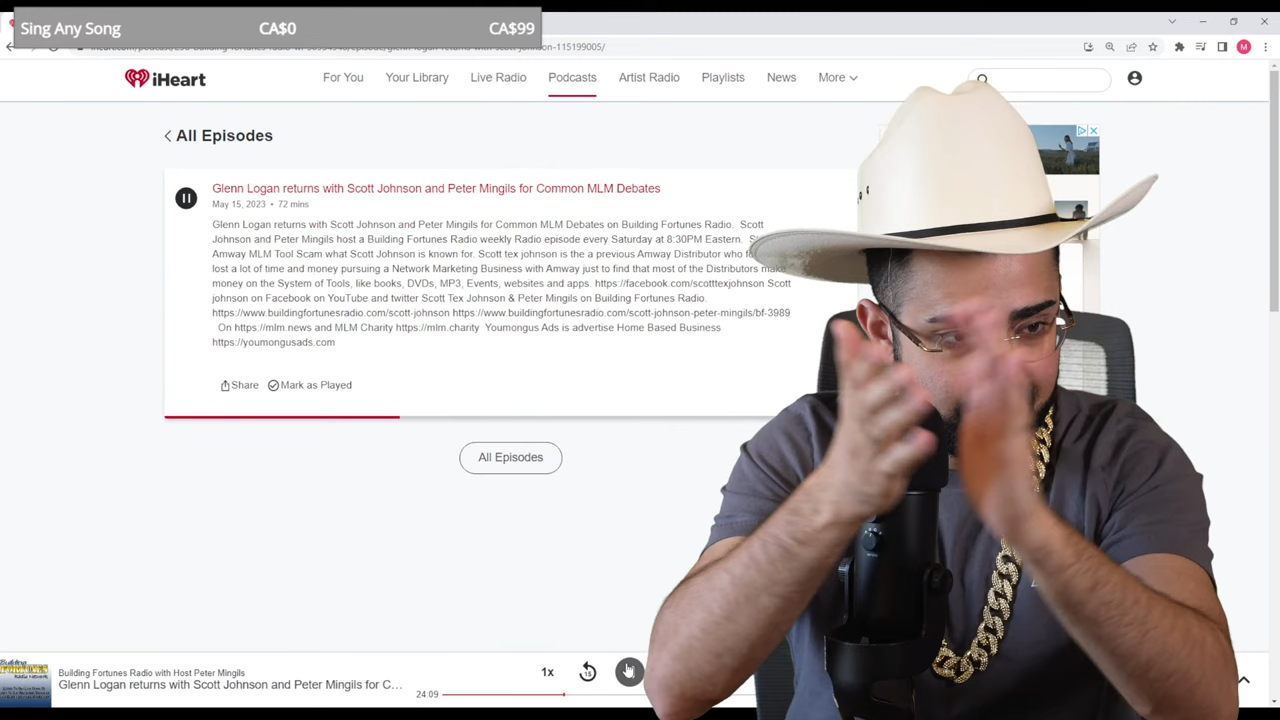 Sing Any Song CA$0 CA$99
iHeart For You Your Library Live Radio Podcasts Artist Radio Playlists News More
All Episodes
Glenn Logan returns with Scott Johnson and Peter Mingils for Common MLM Debates
May 15, 2023 • 72 mins
Glenn Logan returns with Scott Johnson and Peter Mingils for Common MLM Debates on Building Fortunes Radio. Scott
Johnson and Peter Mingils host a Building Fortunes Radio weekly Radio episode every Saturday at 8:30PM Eastern.
Amway MLM Tool Scam what Scott Johnson is known for. Scott tex johnson is the a previous Amway Distributor who
lost a lot of time and money pursuing a Network Marketing Business with Amway just to find that most of the Distributors make
money on the System of Tools, like books, DVDs, MP3, Events, websites and apps. https://facebook.com/scotttexjohnson Scott
johnson on Facebook on YouTube and twitter Scott Tex Johnson & Peter Mingils on Building Fortunes Radio.
https://www.buildingfortunesradio.com/scott-johnson https://www.buildingfortunesradio.com/scott-johnson-peter-mingils/bf-3989
On https://mlm.news and MLM Charity https://mlm.charity Youmongus Ads is advertise Home Based Business
https://youmongusads.com
Share Mark as Played
All Episodes
Building Fortunes Radio with Host Peter Mingils
Glenn Logan returns with Scott Johnson and Peter Mingils for C...
1x 15
24:09